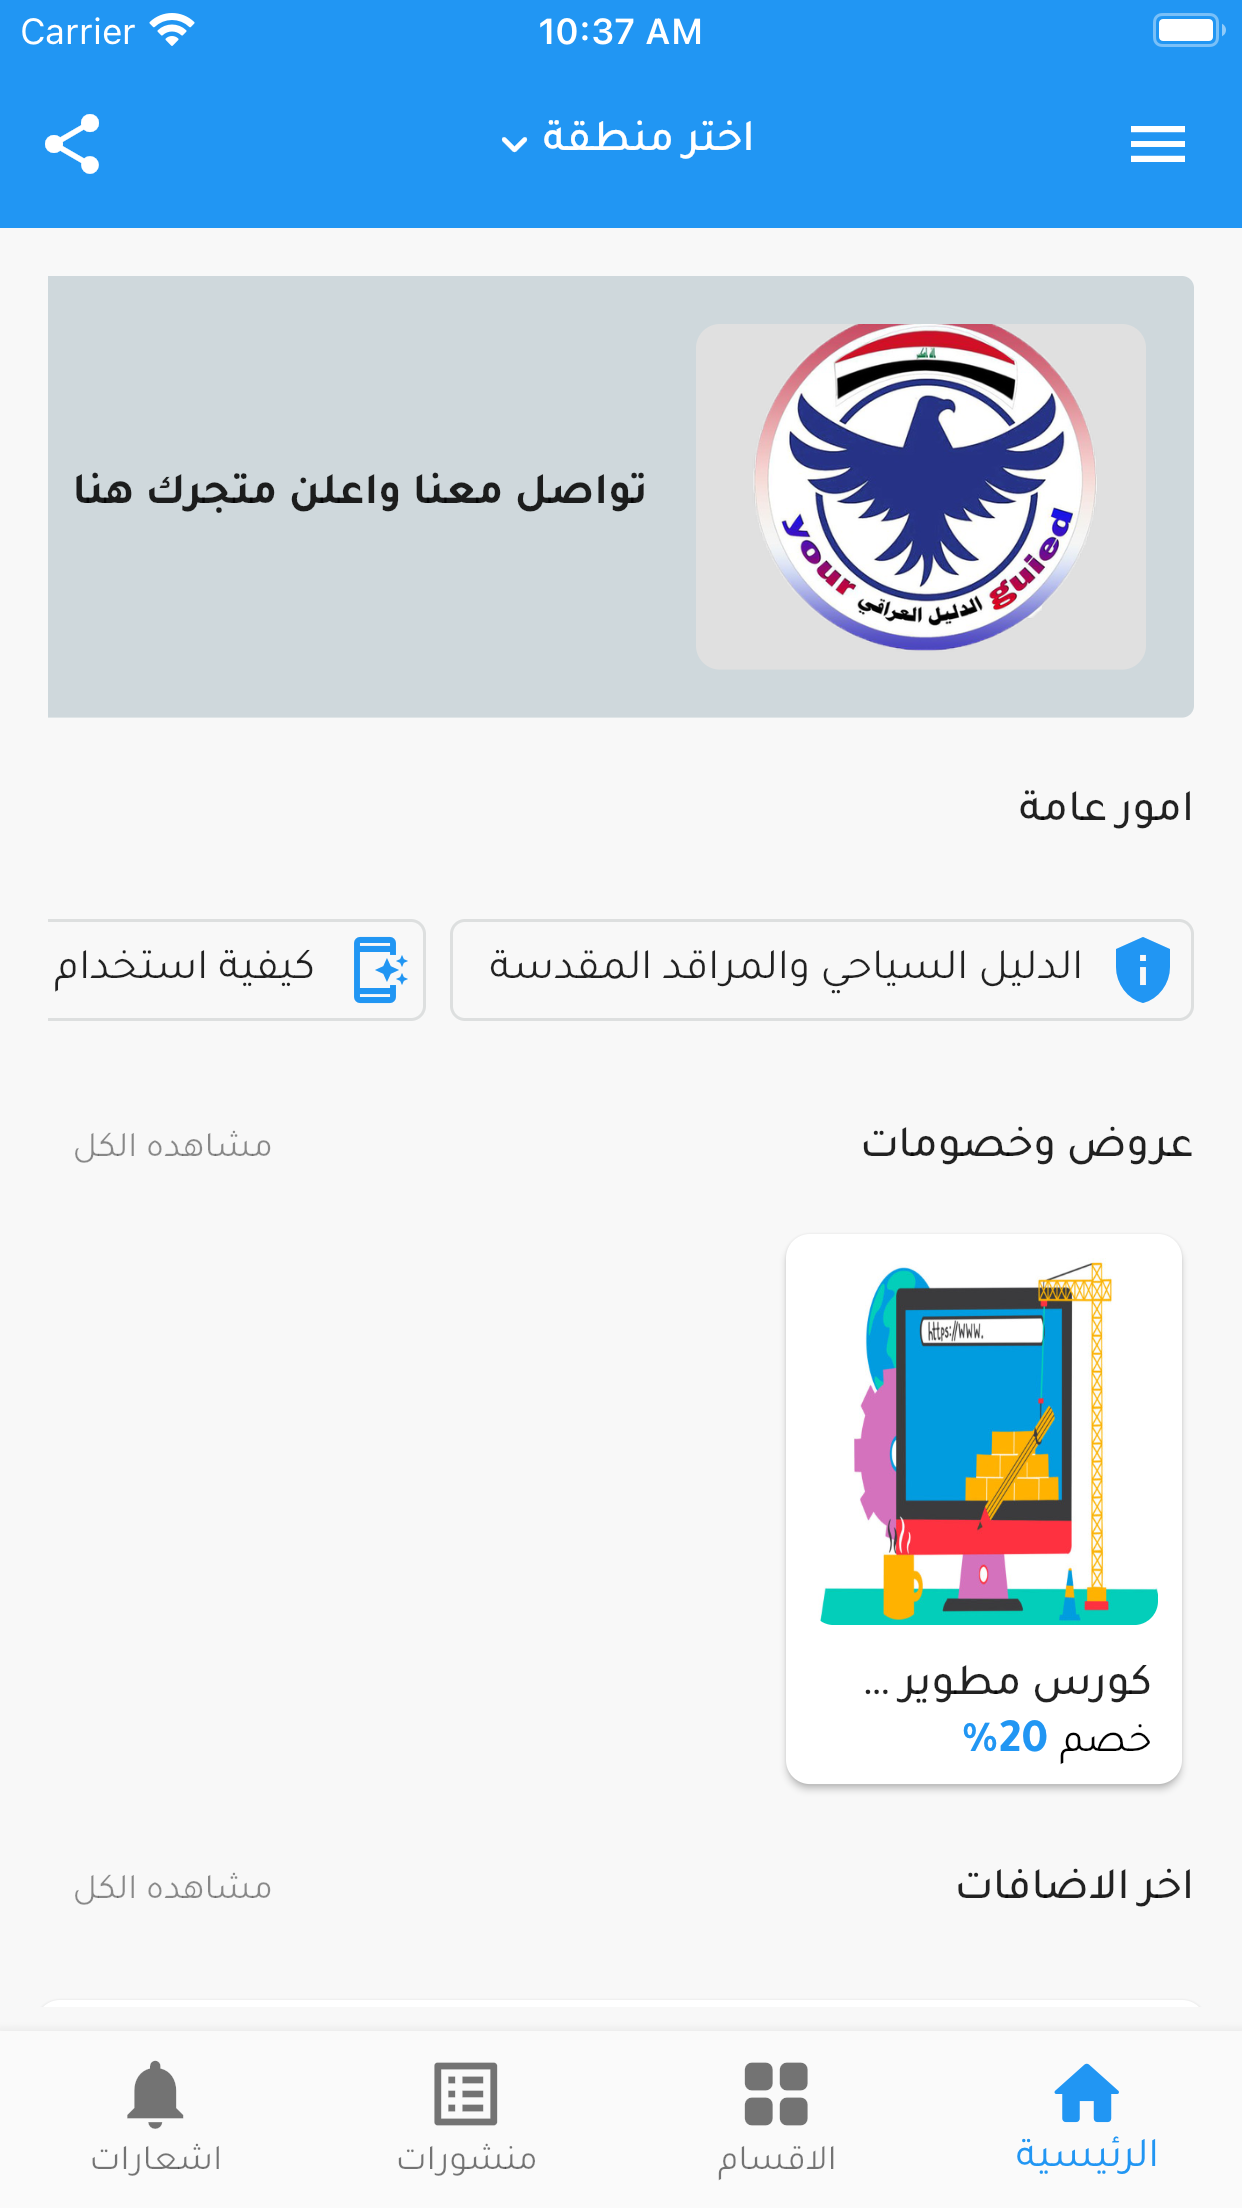 Carrier 10:37 AM
اختر منطقة
your الدليل العراقي guied
تواصل معنا واعلن متجرك هنا
امور عامة
الدليل السياحي والمراقد المقدسة
كيفية استخدام
عروض وخصومات
مشاهده الكل
https://www.
كورس مطوير ...
خصم 20%
اخر الاضافات
مشاهده الكل
الرئيسية
الاقسام
منشورات
اشعارات